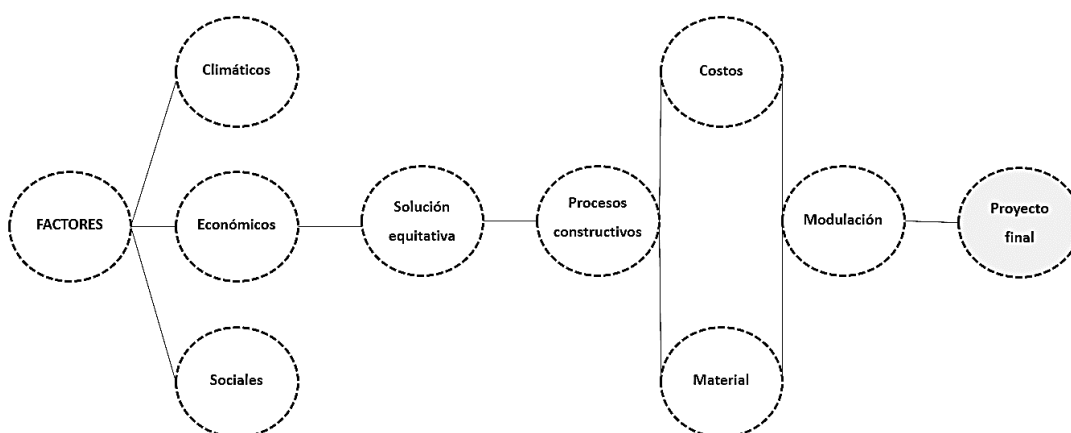 Climáticos
Costos
FACTORES
Económicos
Solución
equitativa
Procesos
constructivos
Modulación
Proyecto
final
Sociales
Material